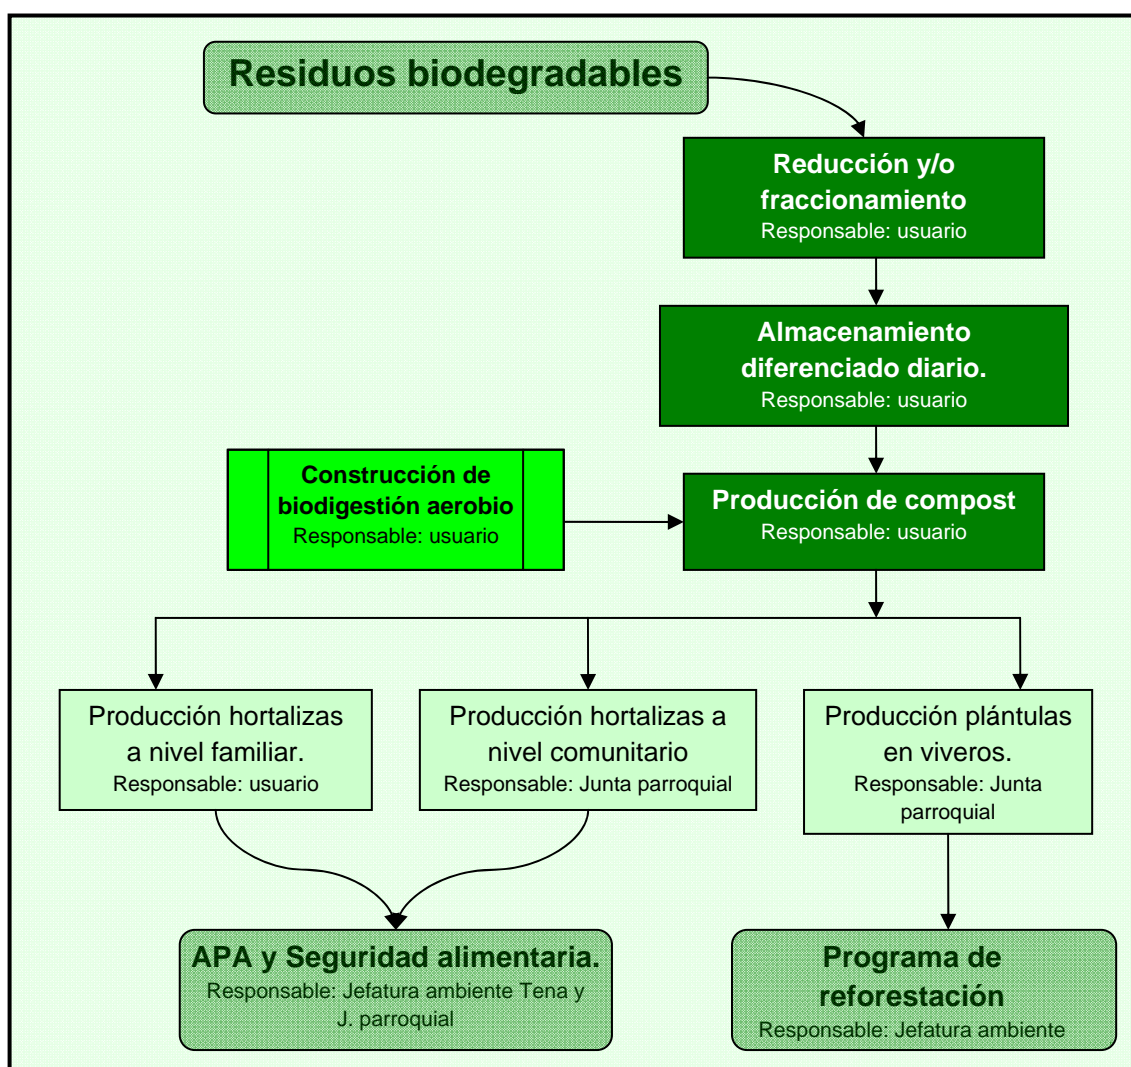 Residuos biodegradables
Reducción y/o
fraccionamiento
Responsable: usuario
Almacenamiento
diferenciado diario.
Responsable: usuario
Construcción de
biodigestión aerobio
Responsable: usuario
Producción de compost
Responsable: usuario
Producción hortalizas
a nivel familiar.
Responsable: usuario
Producción hortalizas a
nivel comunitario
Responsable: Junta parroquial
Producción plántulas
en viveros.
Responsable: Junta
parroquial
APA y Seguridad alimentaria.
Responsable: Jefatura ambiente Tena y
J. parroquial
Programa de
reforestación
Responsable: Jefatura ambiente